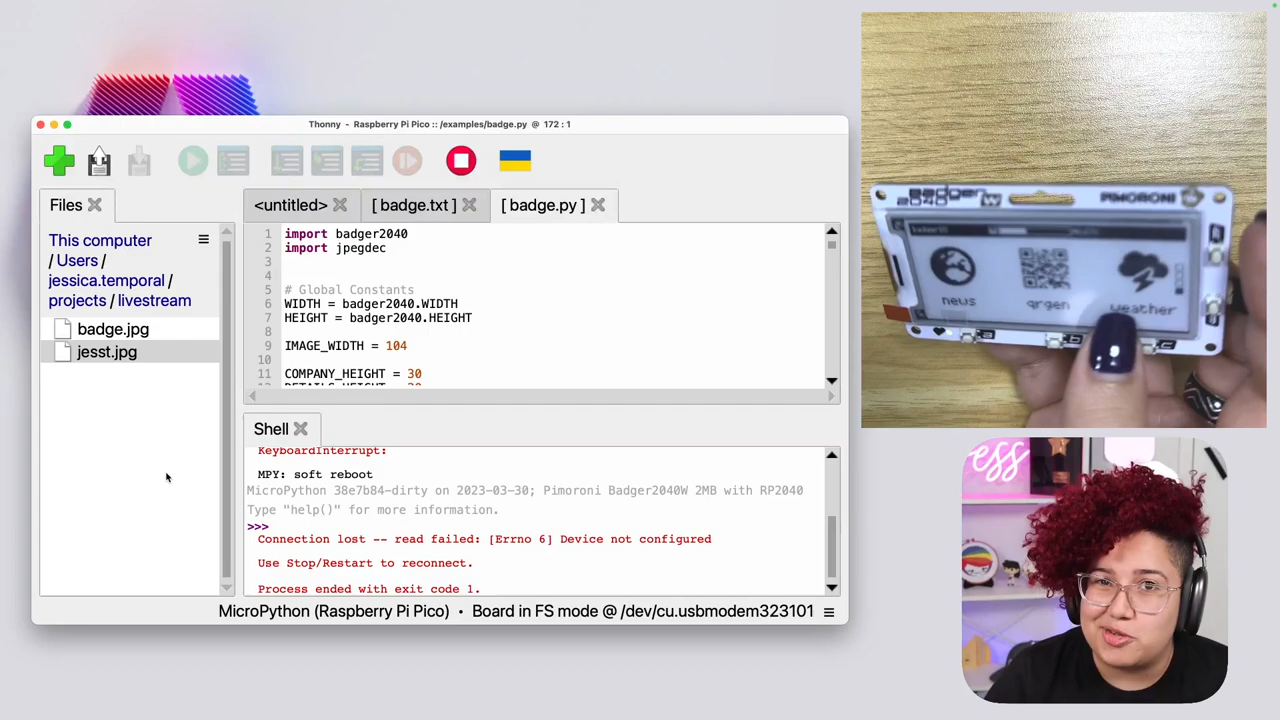 Thonny - Raspberry Pi Pico :: /examples/badge.py @ 172 : 1
Files
This computer
/ Users /
jessica.temporal /
projects / livestream
badge.jpg
jesst.jpg
<untitled>
[ badge.txt ]
[ badge.py ]
1 import badger2040
2 import jpegdec
3
4
5 # Global Constants
6 WIDTH = badger2040.WIDTH
7 HEIGHT = badger2040.HEIGHT
8
9 IMAGE_WIDTH = 104
10
11 COMPANY_HEIGHT = 30
Shell
KeyboardInterrupt:
MPY: soft reboot
MicroPython 38e7b84-dirty on 2023-03-30; Pimoroni Badger2040W 2MB with RP2040
Type "help()" for more information.
>>>
Connection lost -- read failed: [Errno 6] Device not configured
Use Stop/Restart to reconnect.
Process ended with exit code 1.
MicroPython (Raspberry Pi Pico) • Board in FS mode @ /dev/cu.usbmodem323101
badger
2040 W
PIMORONI
news
qrgen
weather
a
b
c
ess